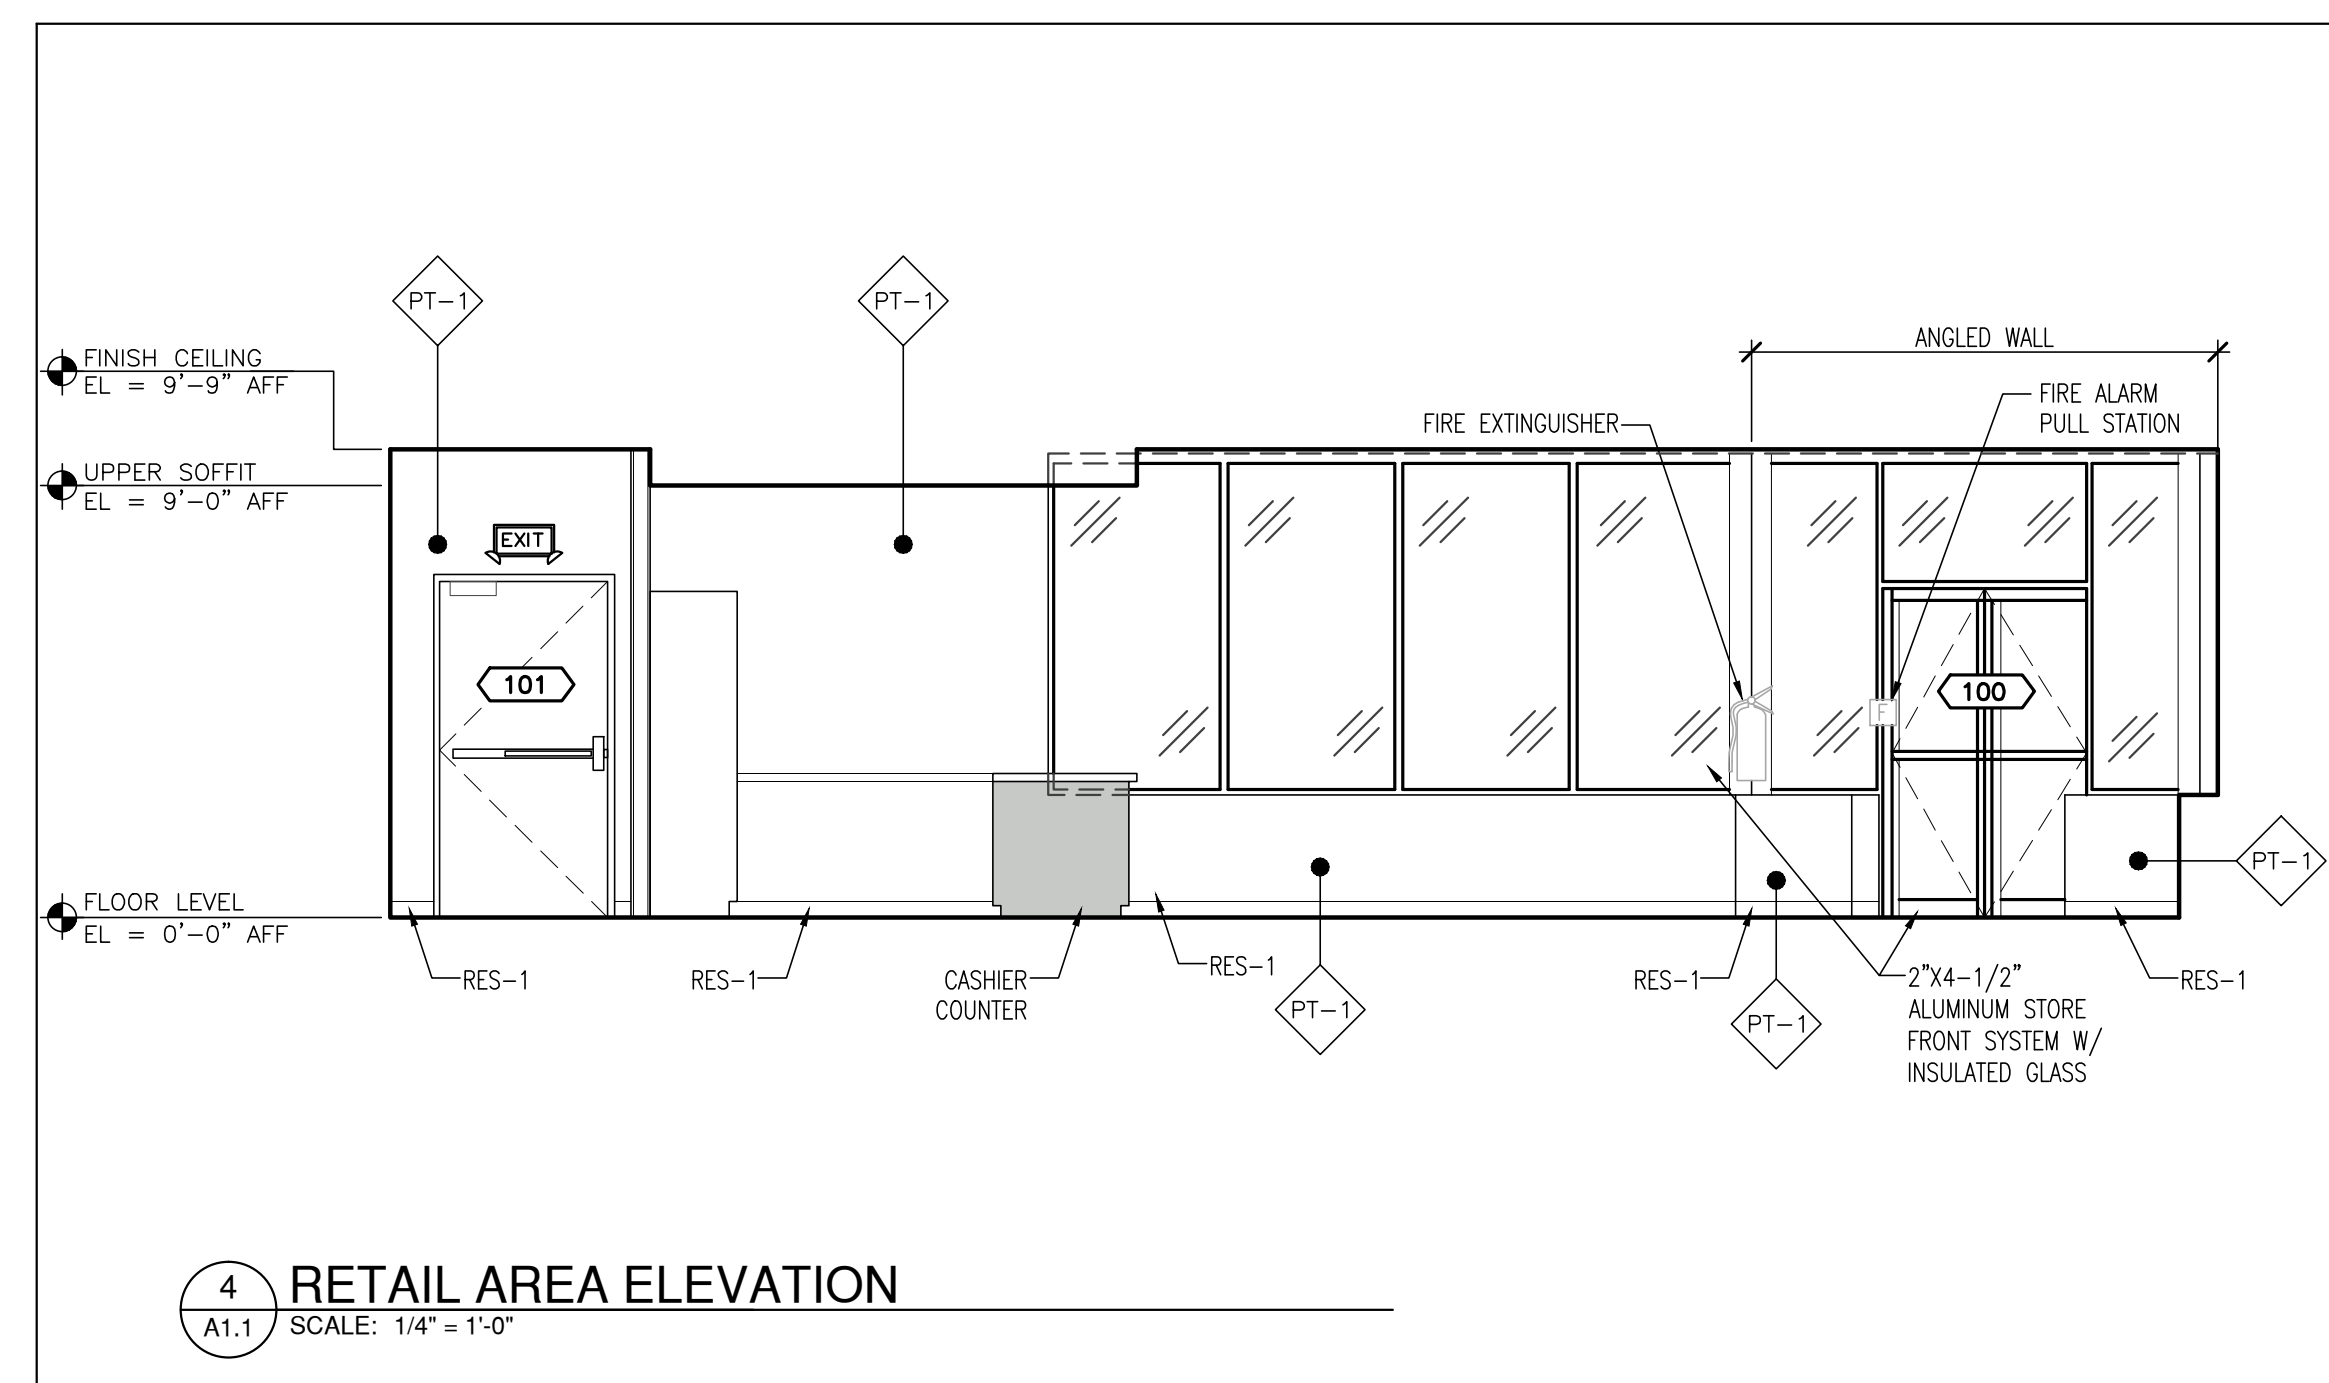 PT-1
PT-1
FINISH CEILING
EL = 9'-9" AFF
UPPER SOFFIT
EL = 9'-0" AFF
ANGLED WALL
FIRE EXTINGUISHER
FIRE ALARM
PULL STATION
EXIT
101
F
100
PT-1
FLOOR LEVEL
EL = 0'-0" AFF
RES-1
RES-1
CASHIER
COUNTER
RES-1
PT-1
RES-1
PT-1
2"X4-1/2"
ALUMINUM STORE
FRONT SYSTEM W/
INSULATED GLASS
RES-1
4
A1.1
RETAIL AREA ELEVATION
SCALE: 1/4" = 1'-0"